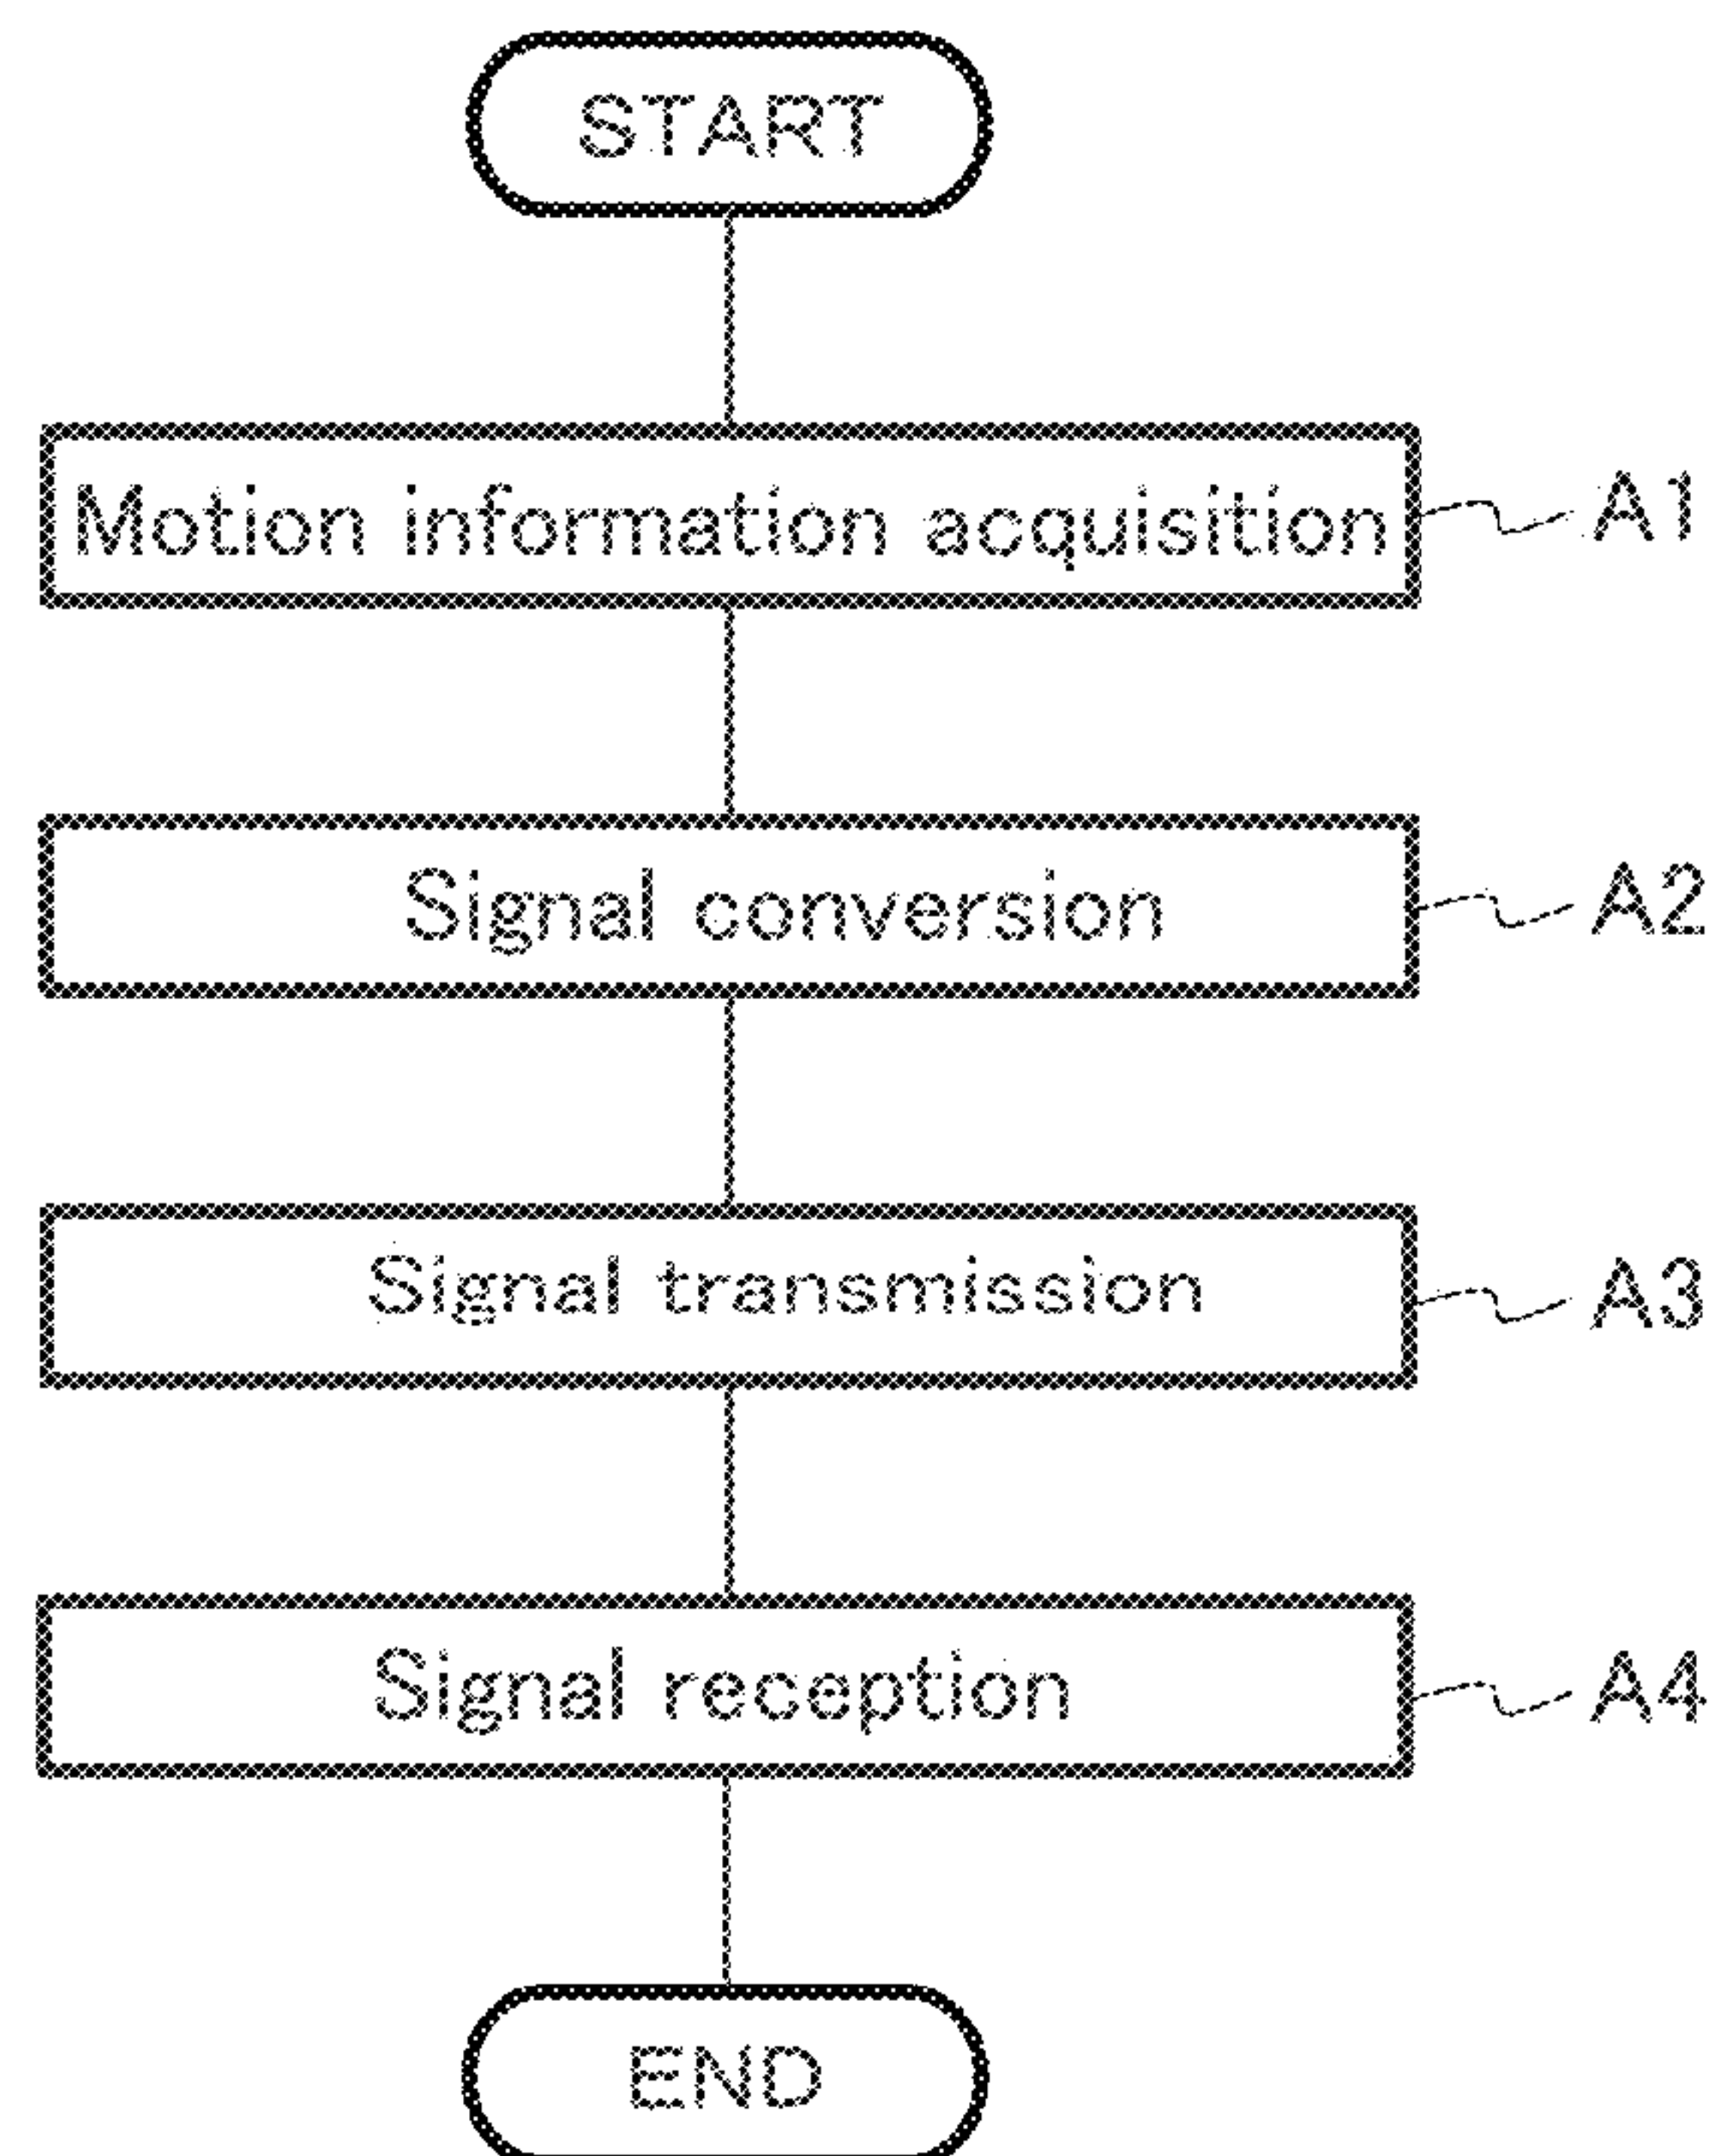 START
Motion information acquisition A1
Signal conversion A2
Signal transmission A3
Signal reception A4
END